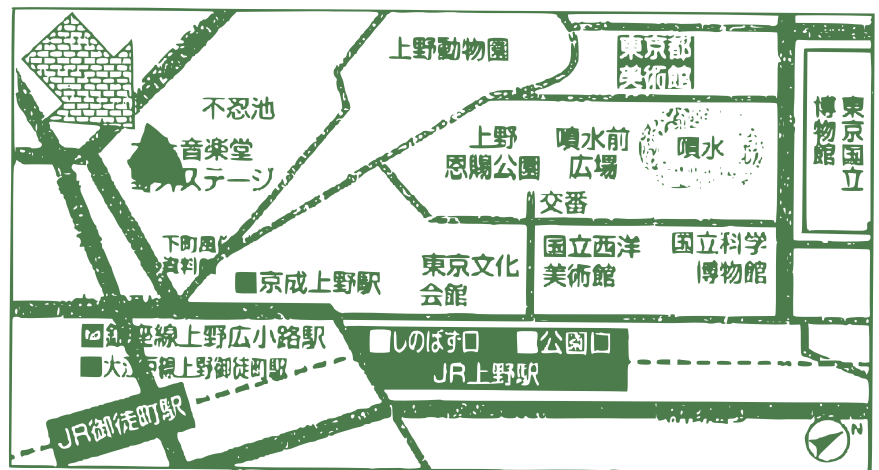 上野動物園
東京都
美術館
不忍池
音楽堂
ステージ
上野
恩賜公園
噴水前
広場
噴水
東京国立
博物館
交番
下町風
資料
京成上野駅
東京文化
会館
国立西洋
美術館
国立科学
博物館
銀座線上野広小路駅
線上野御徒町駅
しのばず口
公園口
JR上野駅
JR御徒町駅
N